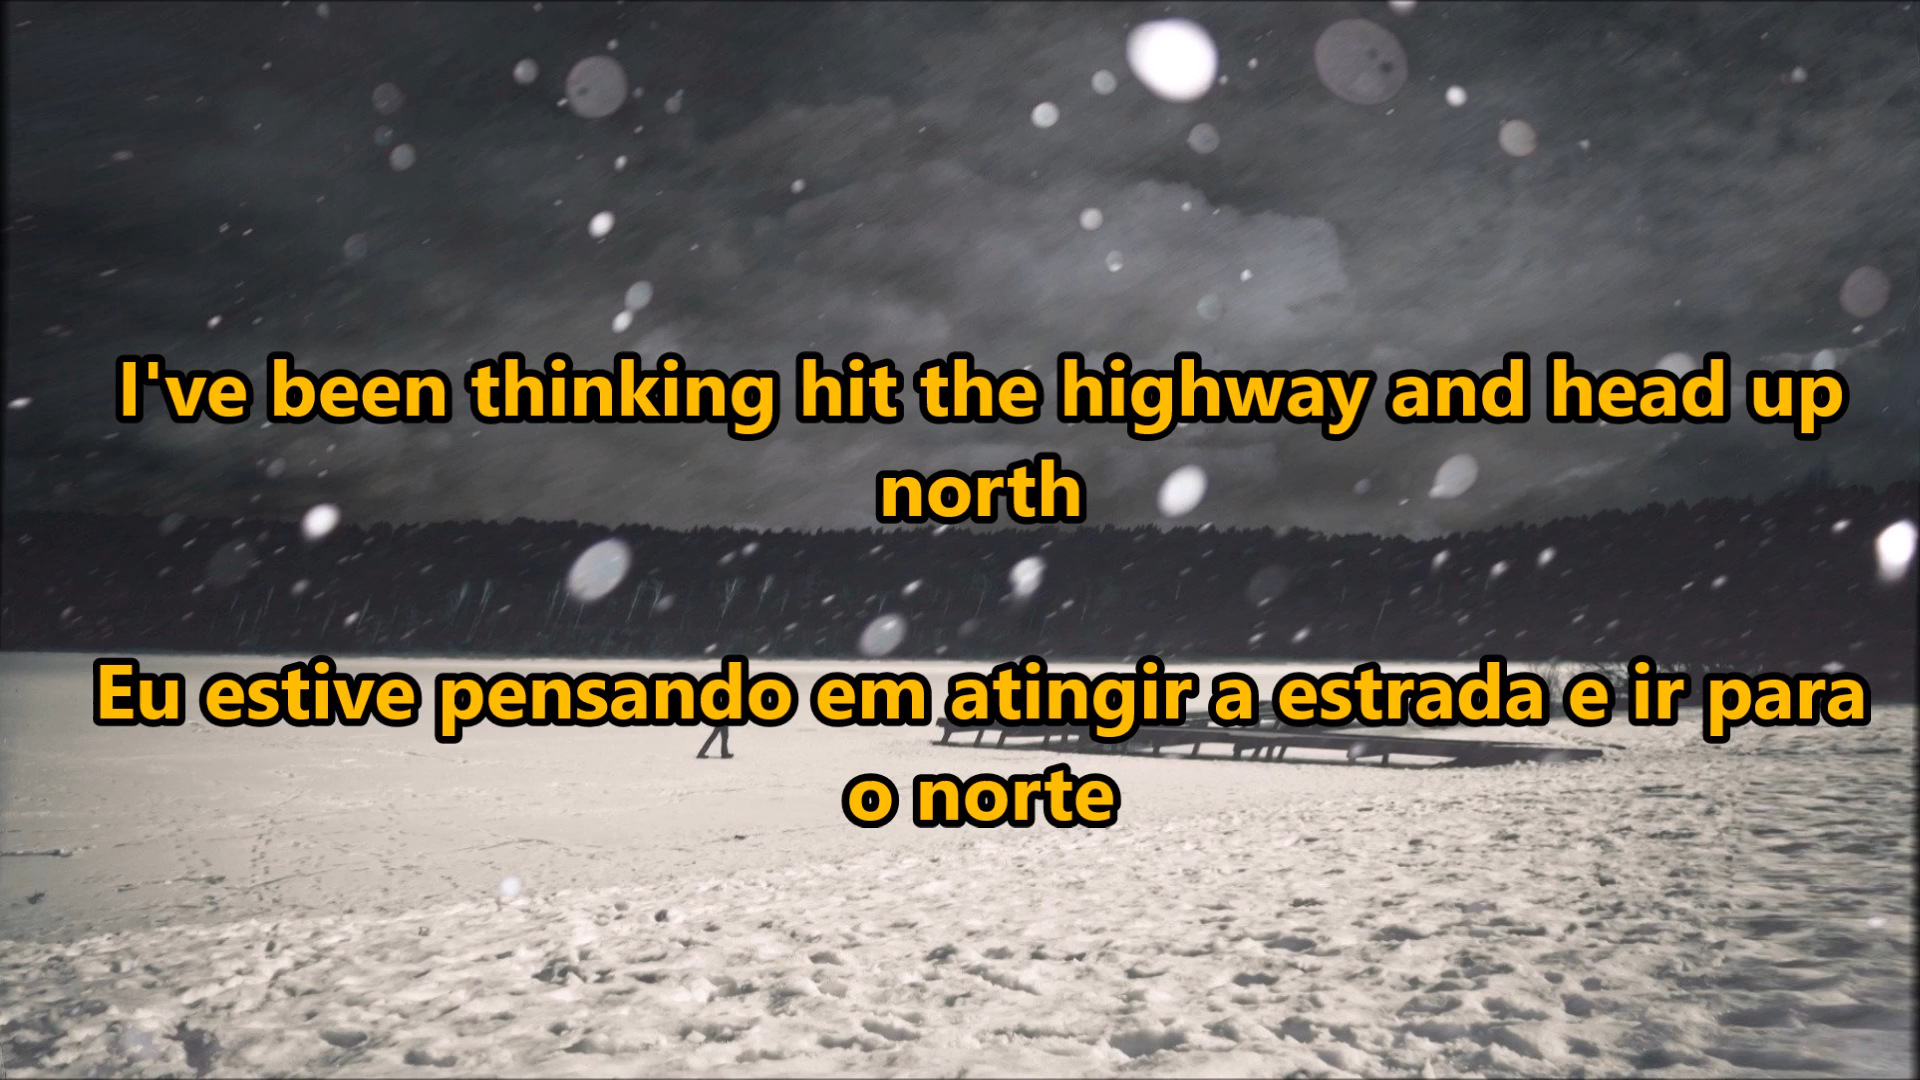 I've been thinking hit the highway and head up
north
Eu estive pensando em atingir a estrada e ir para
o norte